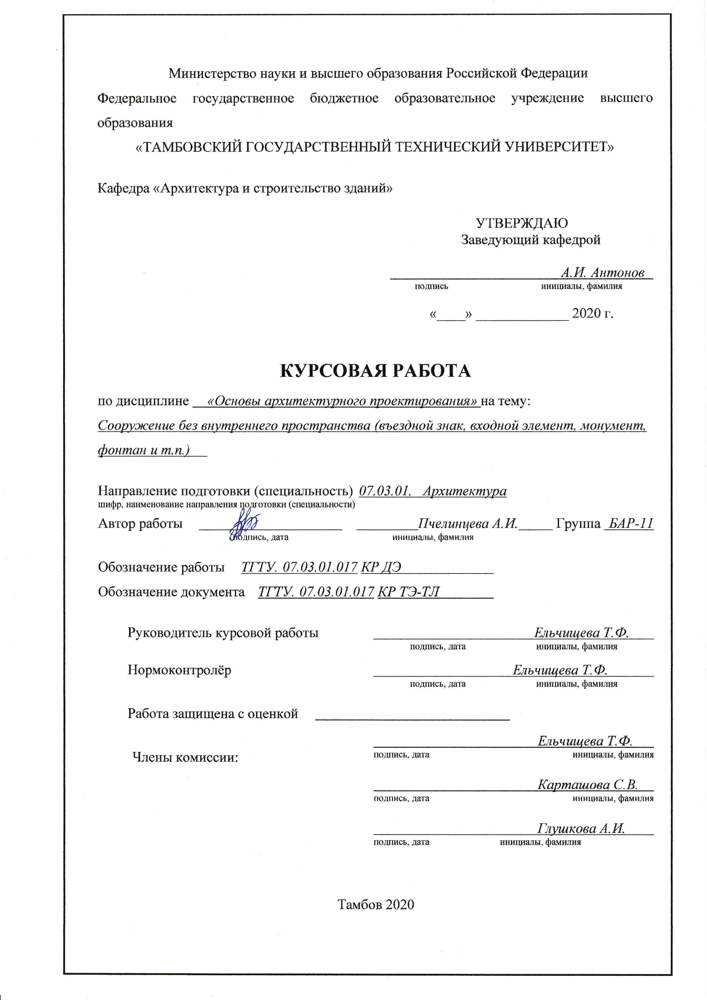 Министерство науки и высшего образования Российской Федерации
Федеральное государственное бюджетное образовательное учреждение высшего
образования
«ТАМБОВСКИЙ ГОСУДАРСТВЕННЫЙ ТЕХНИЧЕСКИЙ УНИВЕРСИТЕТ»
Кафедра «Архитектура и строительство зданий»
УТВЕРЖДАЮ
Заведующий кафедрой
А.И. Антонов
подпись инициалы, фамилия
«____» _____________ 2020 г.
КУРСОВАЯ РАБОТА
по дисциплине «Основы архитектурного проектирования» на тему:
Сооружение без внутреннего пространства (въездной знак, входной элемент, монумент,
фонтан и т.п.)
Направление подготовки (специальность) 07.03.01. Архитектура
шифр, наименование направления подготовки (специальности)
Автор работы Пчелинцева А.И. Группа БАР-11
подпись, дата инициалы, фамилия
Обозначение работы ТГТУ. 07.03.01.017 КР ДЭ
Обозначение документа ТГТУ. 07.03.01.017 КР ТЭ-ТЛ
Руководитель курсовой работы Ельчищева Т.Ф.
подпись, дата инициалы, фамилия
Нормоконтролёр Ельчищева Т.Ф.
подпись, дата инициалы, фамилия
Работа защищена с оценкой
Ельчищева Т.Ф.
Члены комиссии: подпись, дата инициалы, фамилия
Карташова С.В.
подпись, дата инициалы, фамилия
Глушкова А.И.
подпись, дата инициалы, фамилия
Тамбов 2020